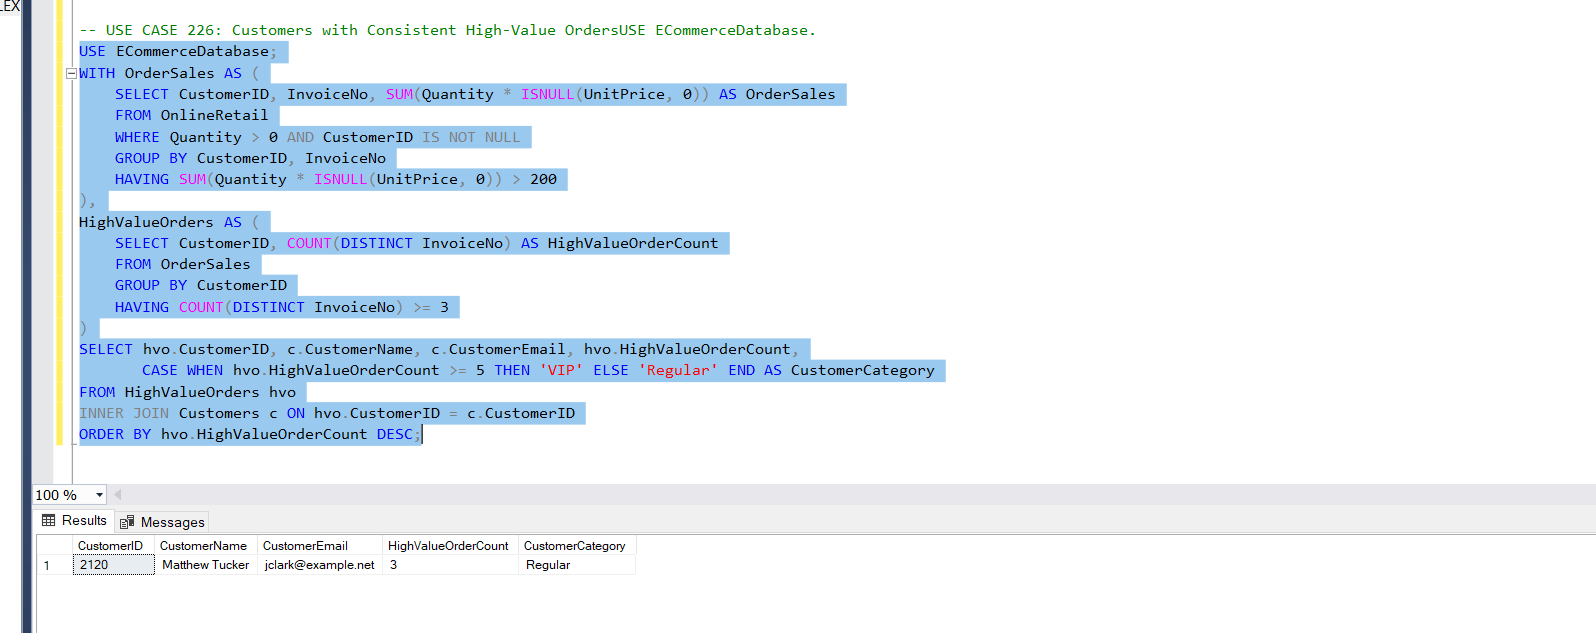 LEX
-- USE CASE 226: Customers with Consistent High-Value OrdersUSE ECommerceDatabase.
USE ECommerceDatabase;
WITH OrderSales AS (
SELECT CustomerID, InvoiceNo, SUM(Quantity * ISNULL(UnitPrice, 0)) AS OrderSales
FROM OnlineRetail
WHERE Quantity > 0 AND CustomerID IS NOT NULL
GROUP BY CustomerID, InvoiceNo
HAVING SUM(Quantity * ISNULL(UnitPrice, 0)) > 200
),
HighValueOrders AS (
SELECT CustomerID, COUNT(DISTINCT InvoiceNo) AS HighValueOrderCount
FROM OrderSales
GROUP BY CustomerID
HAVING COUNT(DISTINCT InvoiceNo) >= 3
)
SELECT hvo.CustomerID, c.CustomerName, c.CustomerEmail, hvo.HighValueOrderCount,
CASE WHEN hvo.HighValueOrderCount >= 5 THEN 'VIP' ELSE 'Regular' END AS CustomerCategory
FROM HighValueOrders hvo
INNER JOIN Customers c ON hvo.CustomerID = c.CustomerID
ORDER BY hvo.HighValueOrderCount DESC;
100 %
Results Messages
CustomerID CustomerName CustomerEmail HighValueOrderCount CustomerCategory
1 2120 Matthew Tucker jclark@example.net 3 Regular